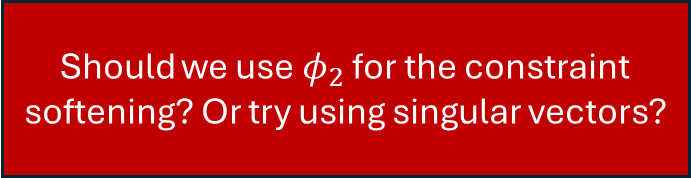 Should we use ϕ₂ for the constraint
softening? Or try using singular vectors?